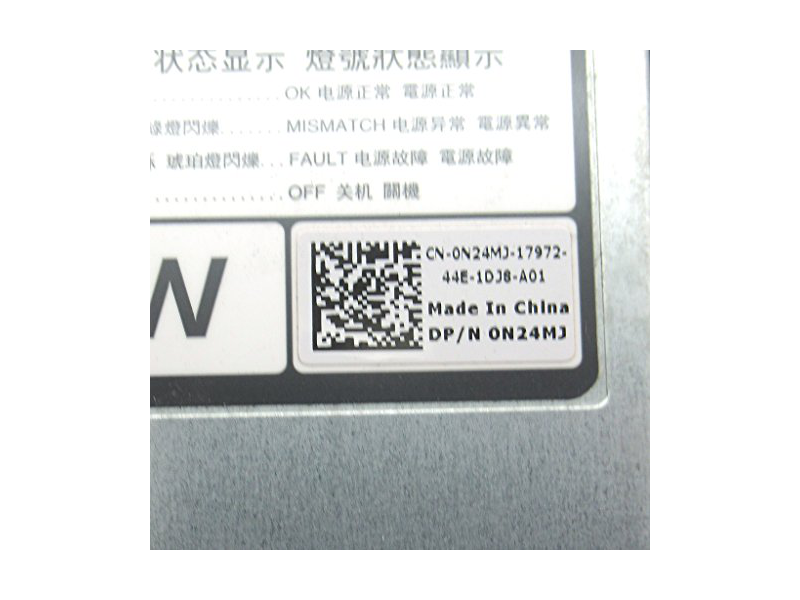 状态显示 燈號狀態顯示
OK 电源正常 電源正常
綠燈閃爍....... MISMATCH 电源异常 電源異常
琥珀燈閃爍... FAULT 电源故障 電源故障
OFF 关机 關機
W
CN-0N24MJ-17972-
44E-1DJ8-A01
Made In China
DP/N 0N24MJ